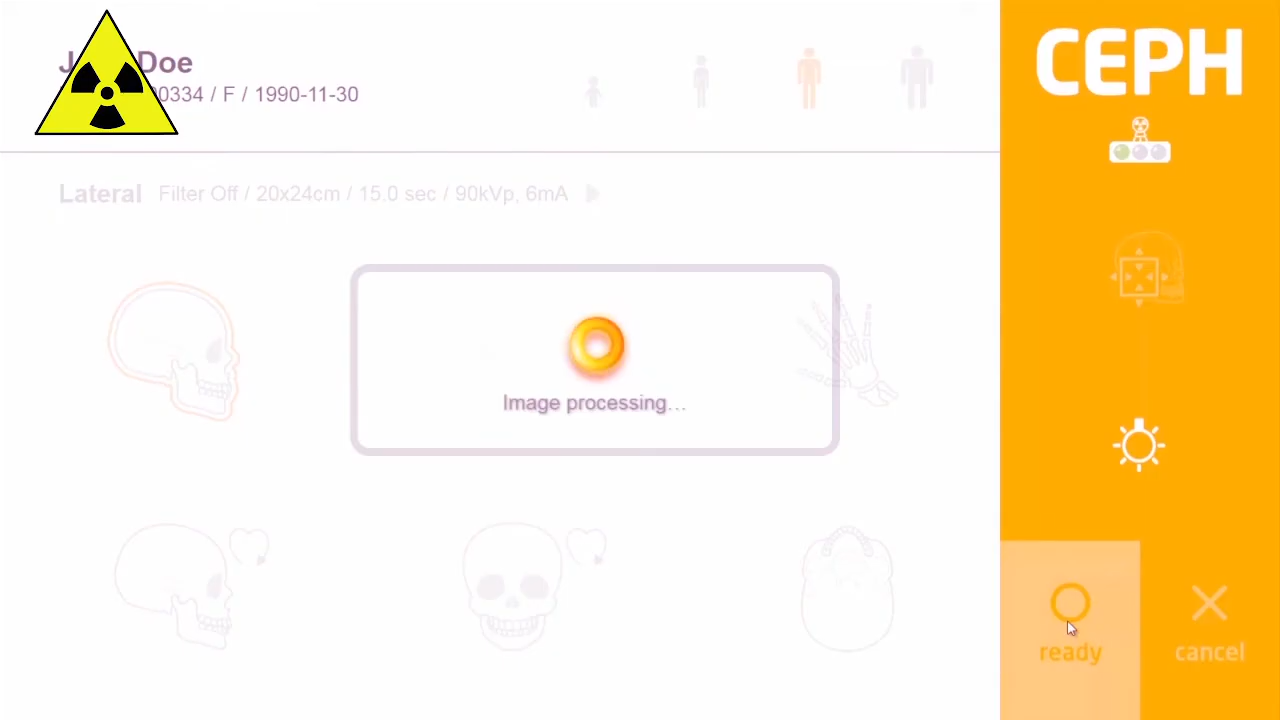 Doe
0334 / F / 1990-11-30
CEPH
Lateral Filter Off / 20x24cm / 15.0 sec / 90kVp, 6mA
Image processing...
ready
cancel